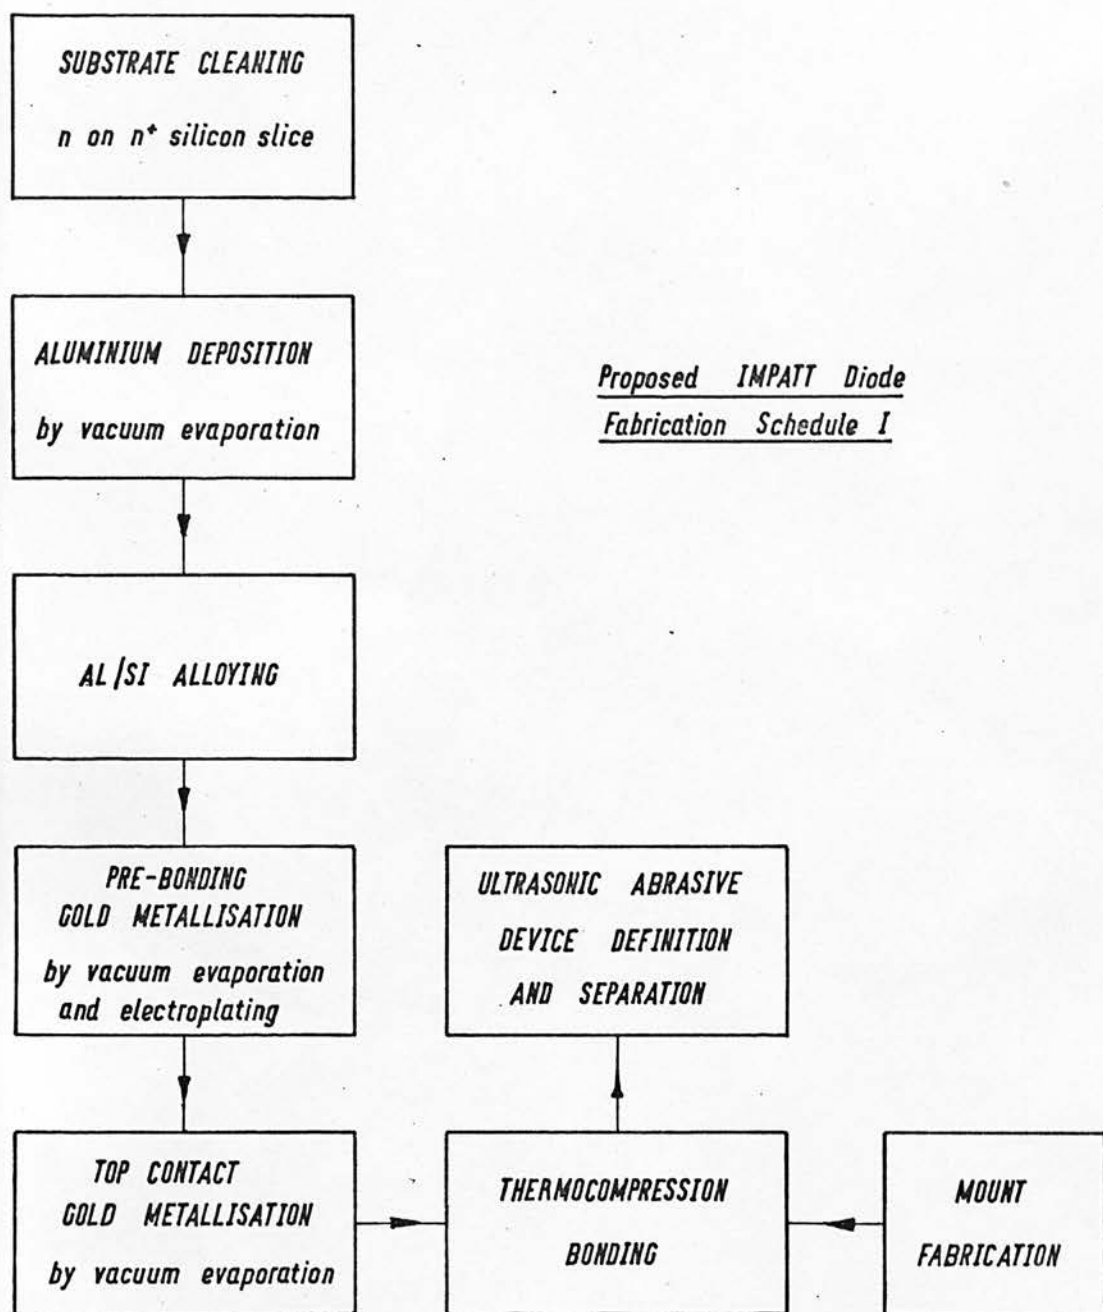 SUBSTRATE CLEANING
n on n⁺ silicon slice
ALUMINIUM DEPOSITION
by vacuum evaporation
Proposed IMPATT Diode
Fabrication Schedule I
AL/SI ALLOYING
PRE-BONDING
GOLD METALLISATION
by vacuum evaporation
and electroplating
ULTRASONIC ABRASIVE
DEVICE DEFINITION
AND SEPARATION
TOP CONTACT
GOLD METALLISATION
by vacuum evaporation
THERMOCOMPRESSION
BONDING
MOUNT
FABRICATION